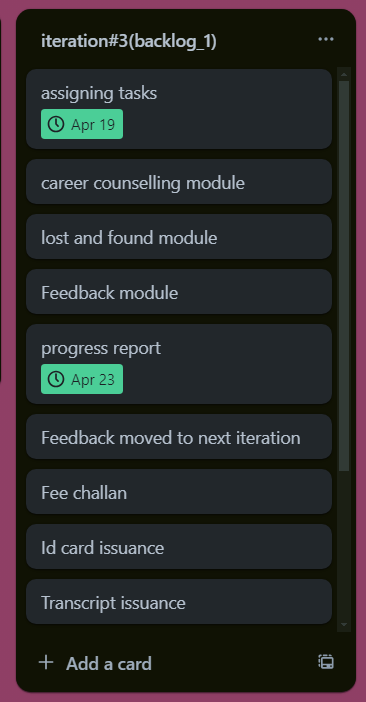 iteration#3(backlog_1)
assigning tasks
Apr 19
career counselling module
lost and found module
Feedback module
progress report
Apr 23
Feedback moved to next iteration
Fee challan
Id card issuance
Transcript issuance
Add a card